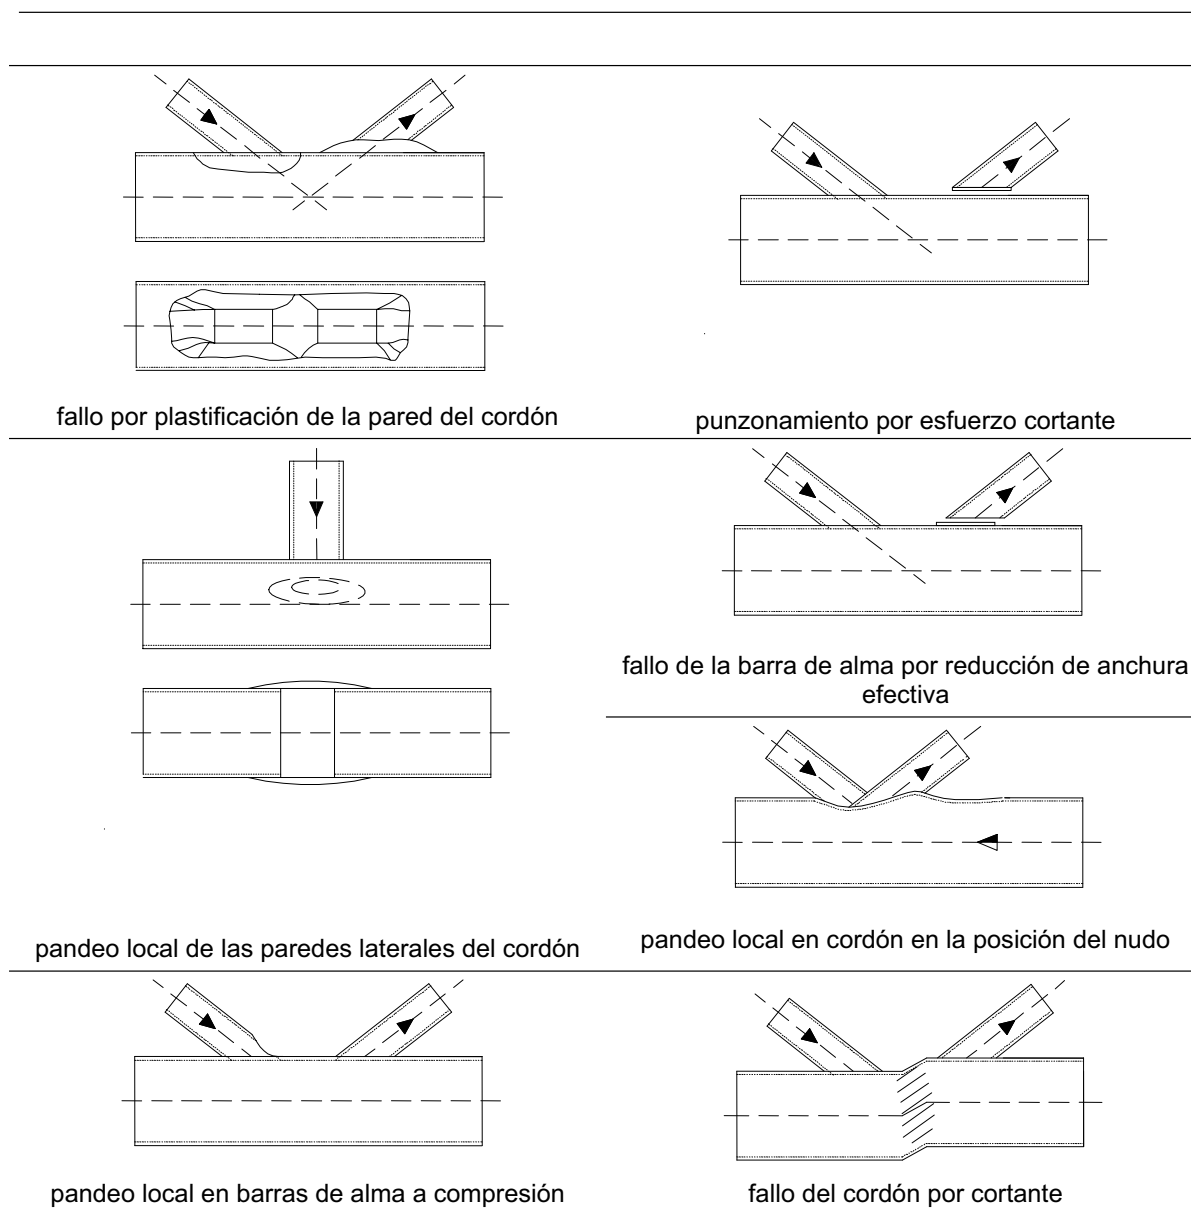 fallo por plastificación de la pared del cordón
punzonamiento por esfuerzo cortante
fallo de la barra de alma por reducción de anchura
efectiva
pandeo local de las paredes laterales del cordón
pandeo local en cordón en la posición del nudo
pandeo local en barras de alma a compresión
fallo del cordón por cortante